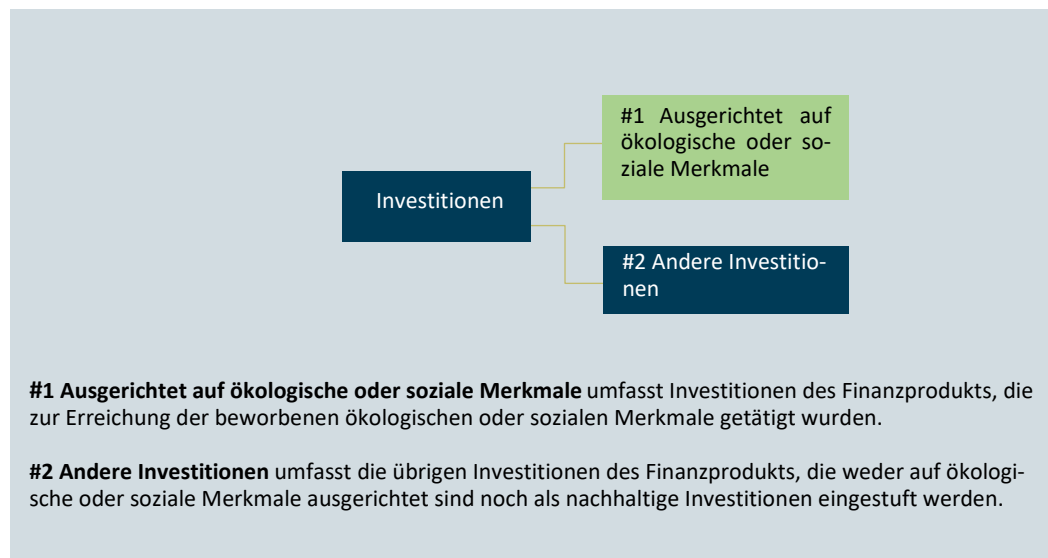 #1 Ausgerichtet auf
ökologische oder so-
ziale Merkmale
Investitionen
#2 Andere Investitio-
nen
#1 Ausgerichtet auf ökologische oder soziale Merkmale umfasst Investitionen des Finanzprodukts, die
zur Erreichung der beworbenen ökologischen oder sozialen Merkmale getätigt wurden.
#2 Andere Investitionen umfasst die übrigen Investitionen des Finanzprodukts, die weder auf ökologi-
sche oder soziale Merkmale ausgerichtet sind noch als nachhaltige Investitionen eingestuft werden.